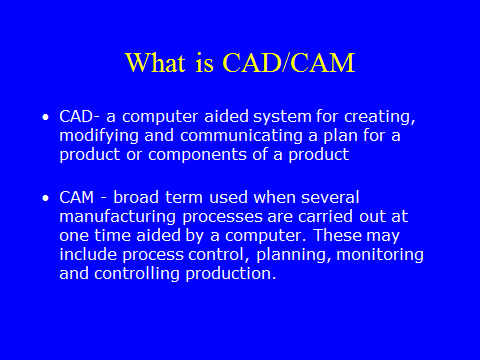 What is CAD/CAM
• CAD- a computer aided system for creating,
modifying and communicating a plan for a
product or components of a product
• CAM - broad term used when several
manufacturing processes are carried out at
one time aided by a computer. These may
include process control, planning, monitoring
and controlling production.